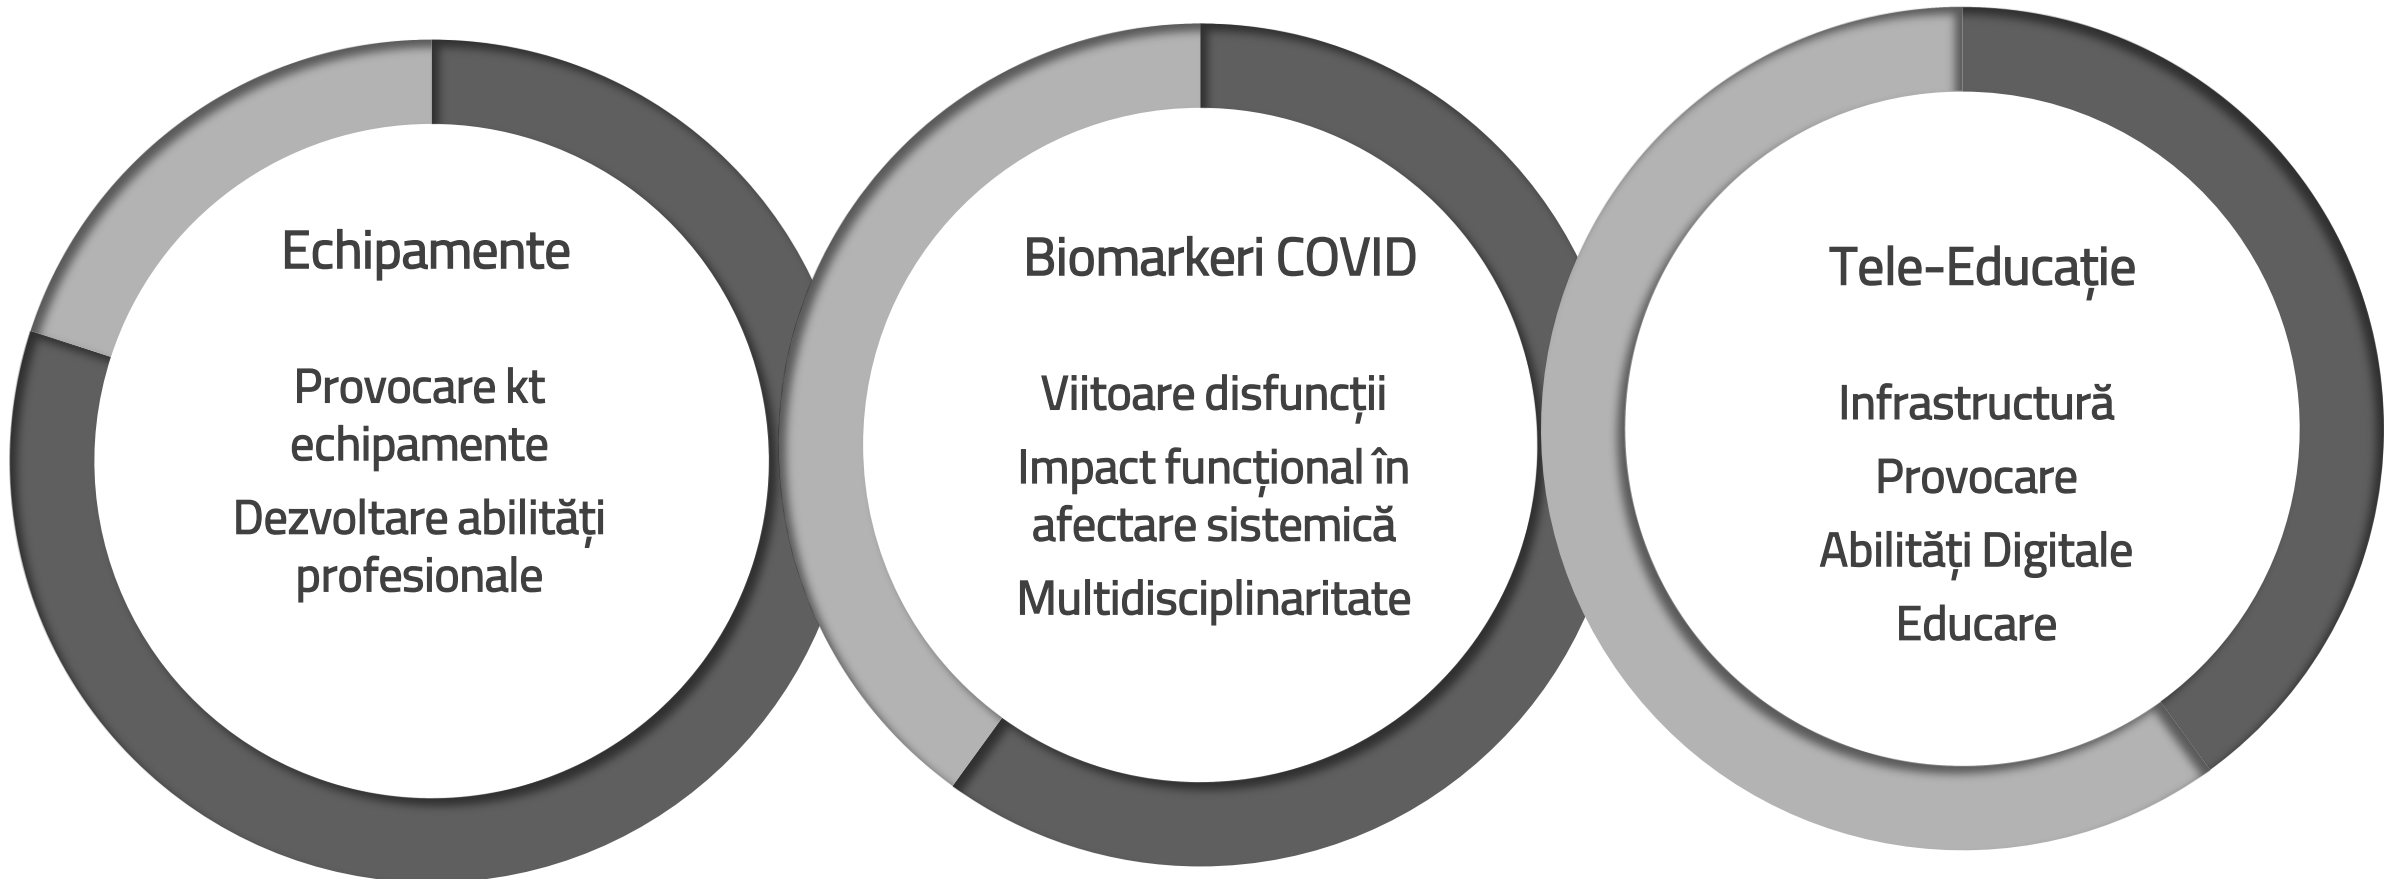 Echipamente
Provocare kt
echipamente
Dezvoltare abilități
profesionale
Biomarkeri COVID
Viitoare disfuncții
Impact funcțional în
afectare sistemică
Multidisciplinaritate
Tele-Educație
Infrastructură
Provocare
Abilități Digitale
Educare